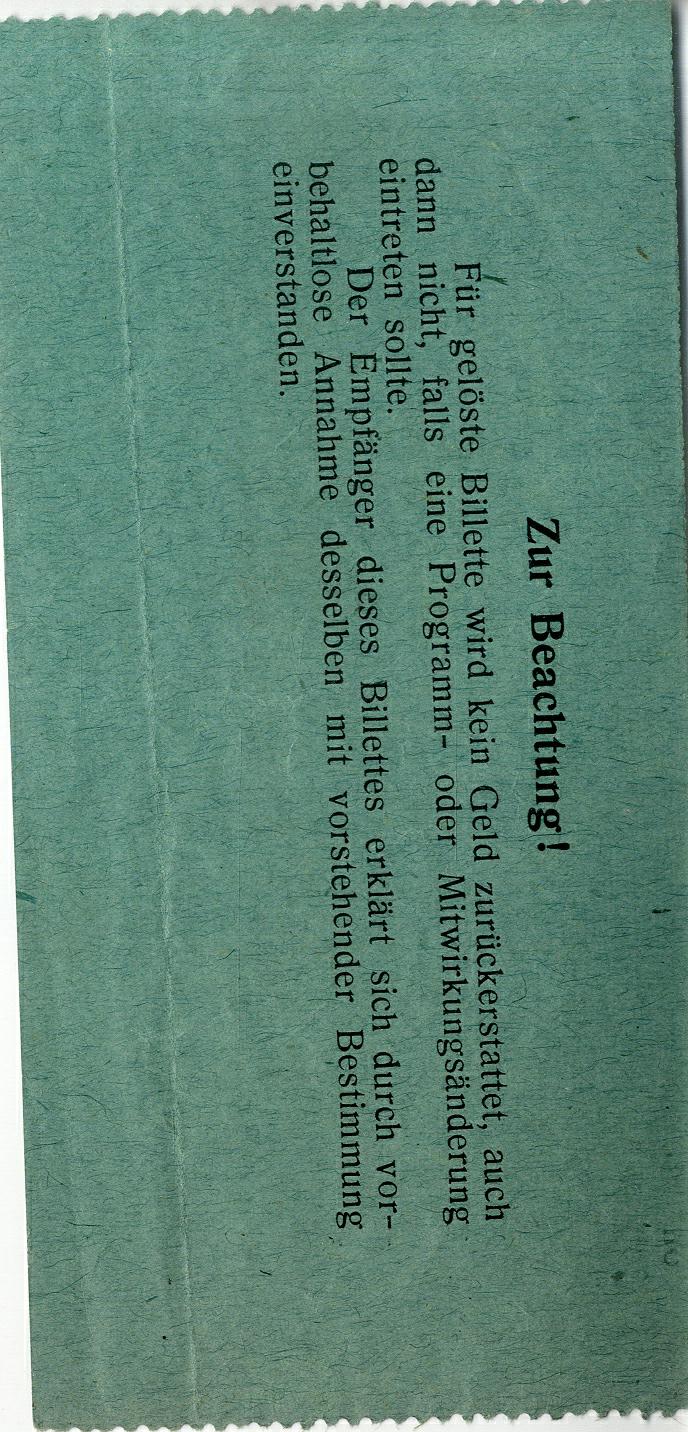 Zur Beachtung!
Für gelöste Billette wird kein Geld zurückerstattet, auch
dann nicht, falls eine Programm- oder Mitwirkungsänderung
eintreten sollte.
Der Empfänger dieses Billettes erklärt sich durch vor-
behaltlose Annahme desselben mit vorstehender Bestimmung
einverstanden.